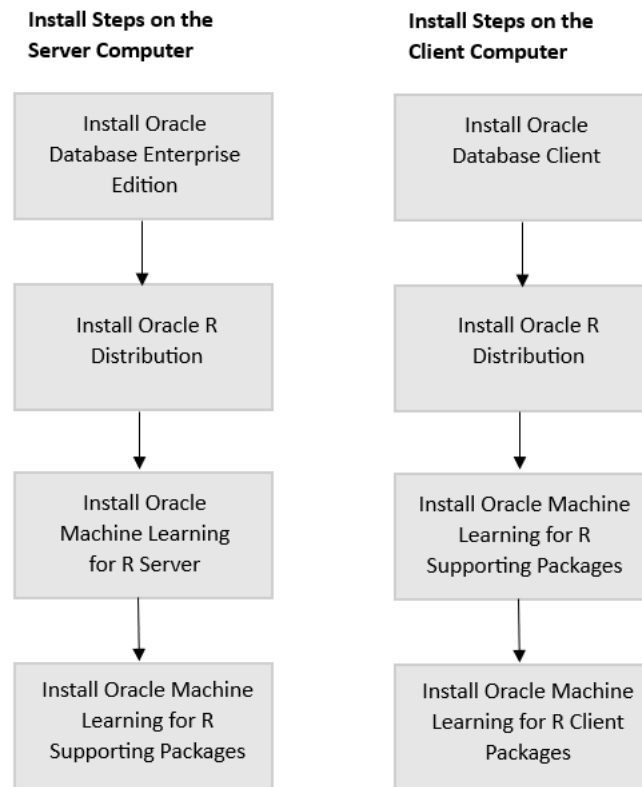 Install Steps on the
Server Computer
Install Oracle
Database Enterprise
Edition
Install Oracle R
Distribution
Install Oracle
Machine Learning
for R Server
Install Oracle Machine
Learning for R
Supporting Packages
Install Steps on the
Client Computer
Install Oracle
Database Client
Install Oracle R
Distribution
Install Oracle Machine
Learning for R
Supporting Packages
Install Oracle Machine
Learning for R Client
Packages